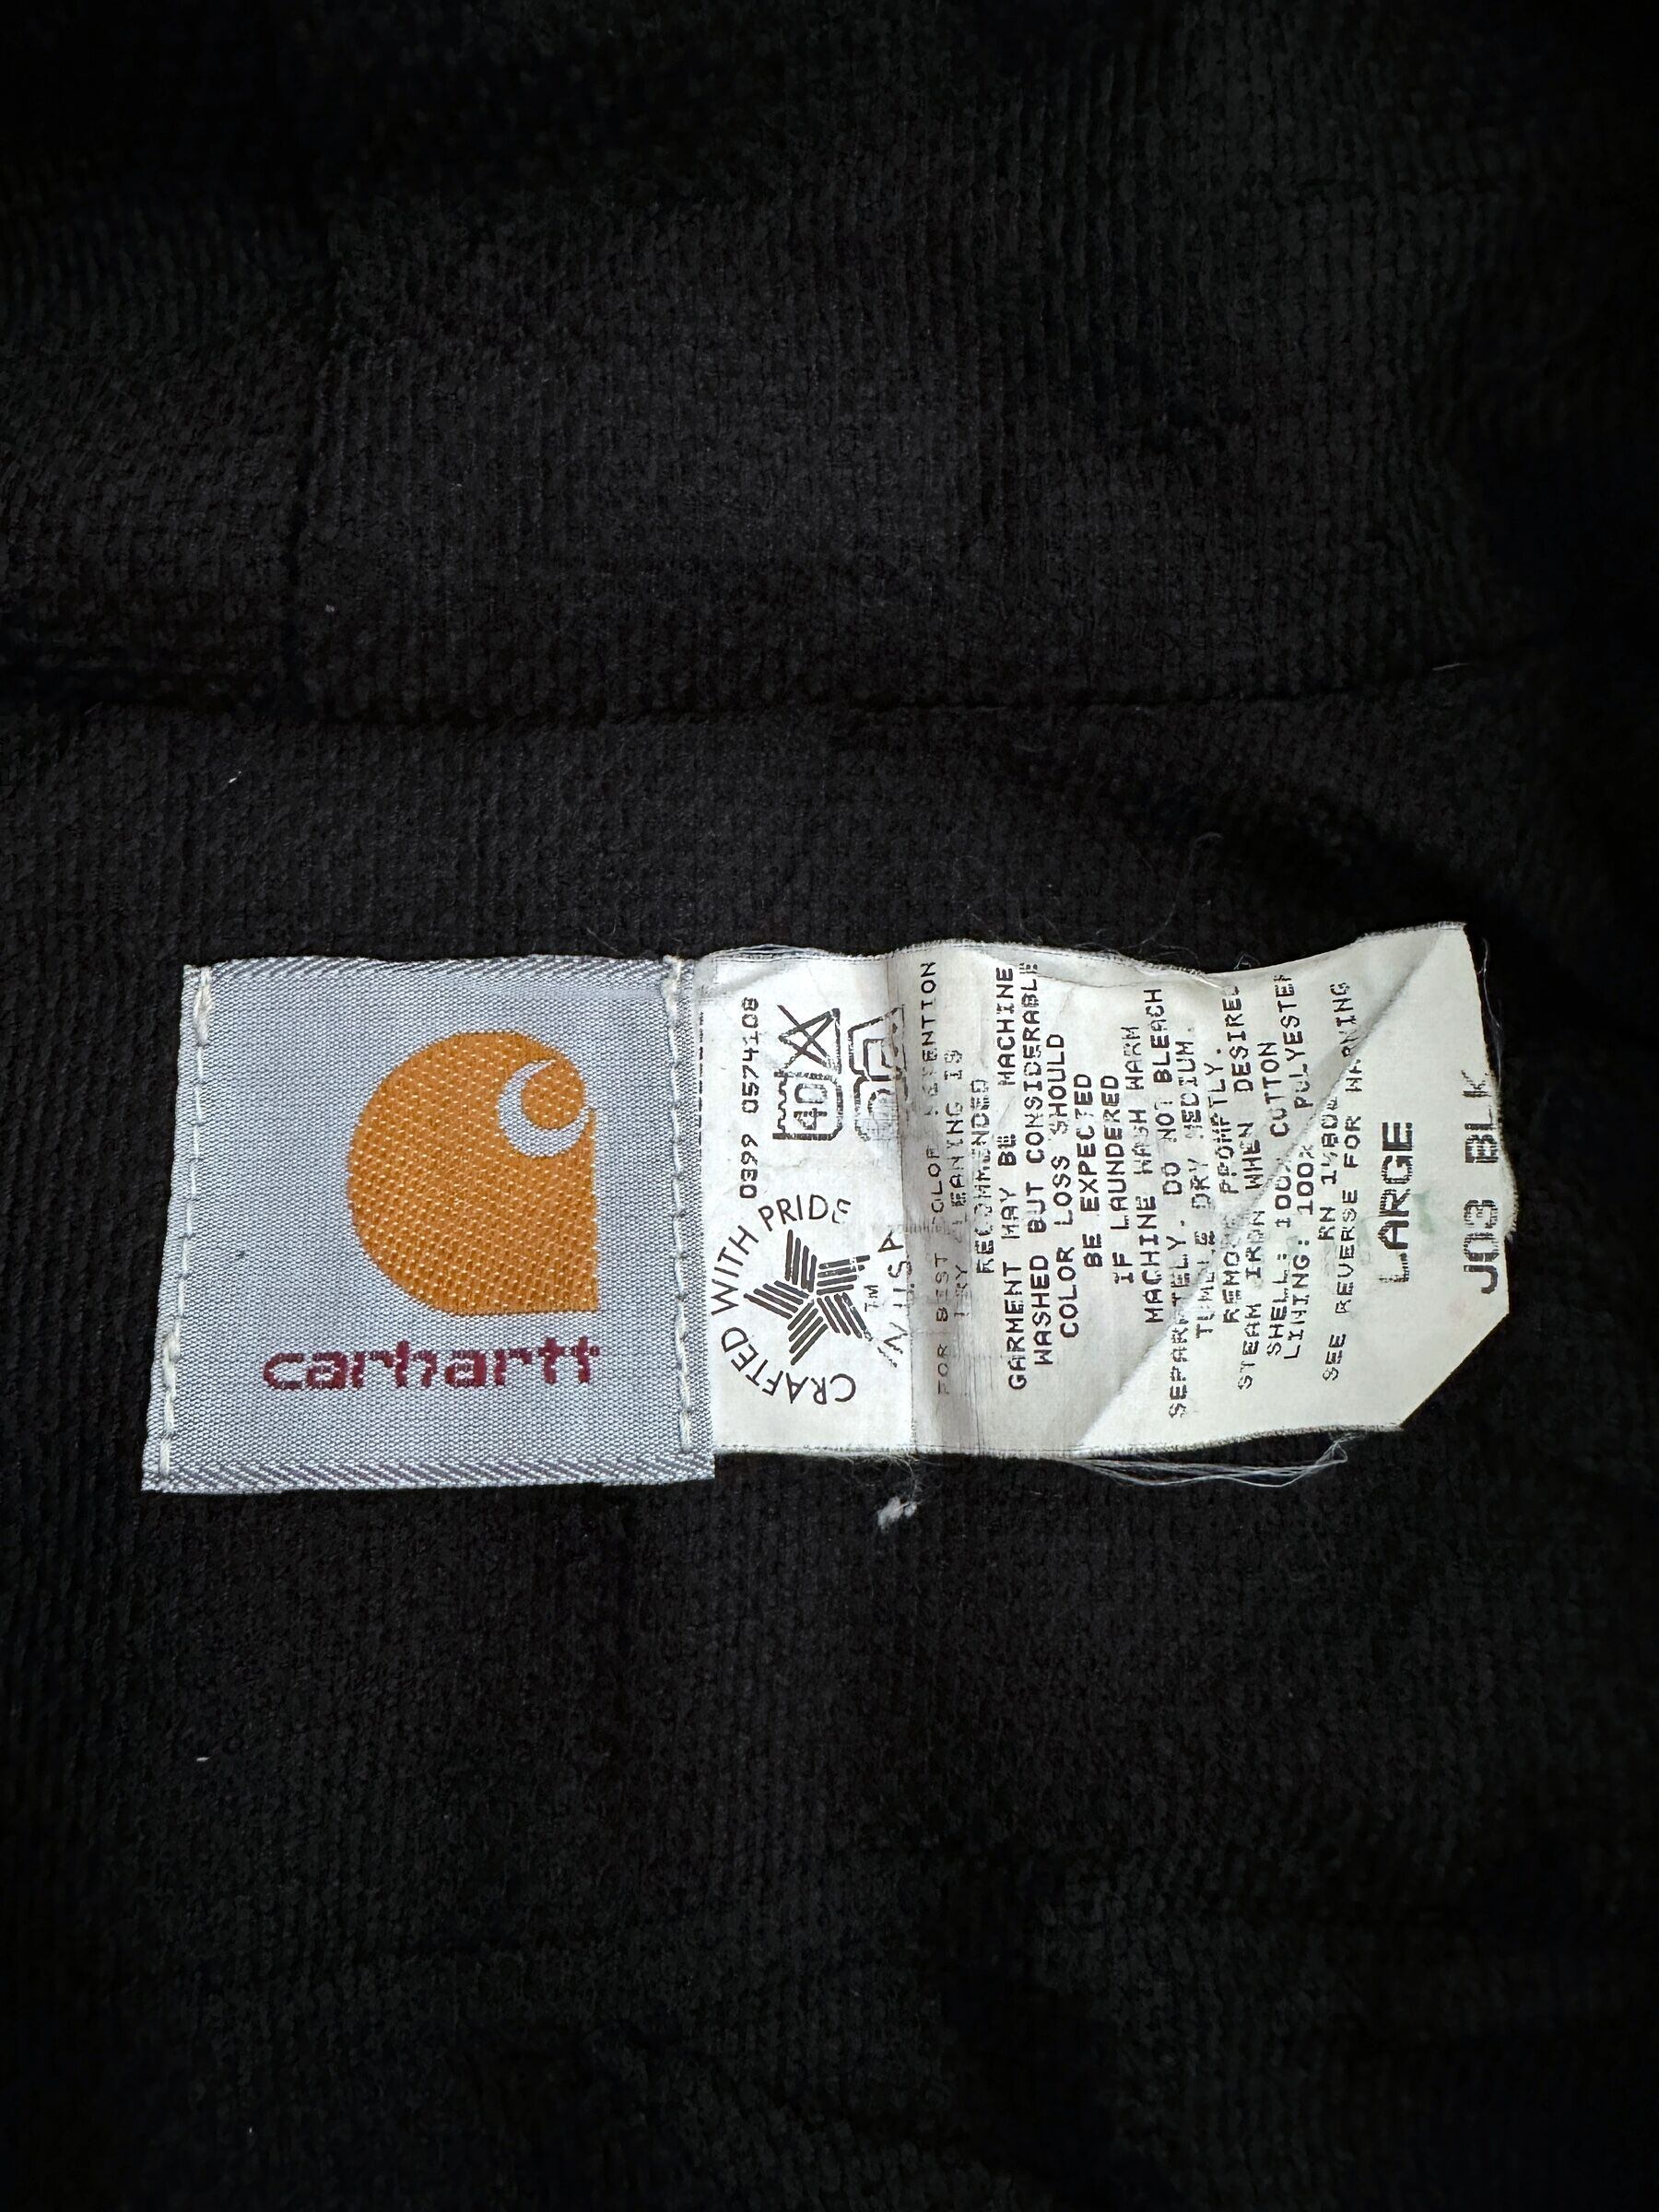 carhartt
0399 0574108
40
CRAFTED WITH PRIDE
IN U.S.A
TM
FOR BEST COLOR RETENTION
DRY CLEANING IS
RECOMMENDED
GARMENT MAY BE MACHINE
WASHED BUT CONSIDERABLE
COLOR LOSS SHOULD
BE EXPECTED
IF LAUNDERED
MACHINE WASH WARM
SEPARATELY. DO NOT BLEACH
TUMBLE DRY MEDIUM.
REMOVE PROMPTLY.
STEAM IRON WHEN DESIRED
SHELL: 100% COTTON
LINING: 100% POLYESTER
RN
SEE REVERSE FOR WARNING
LARGE
BLK